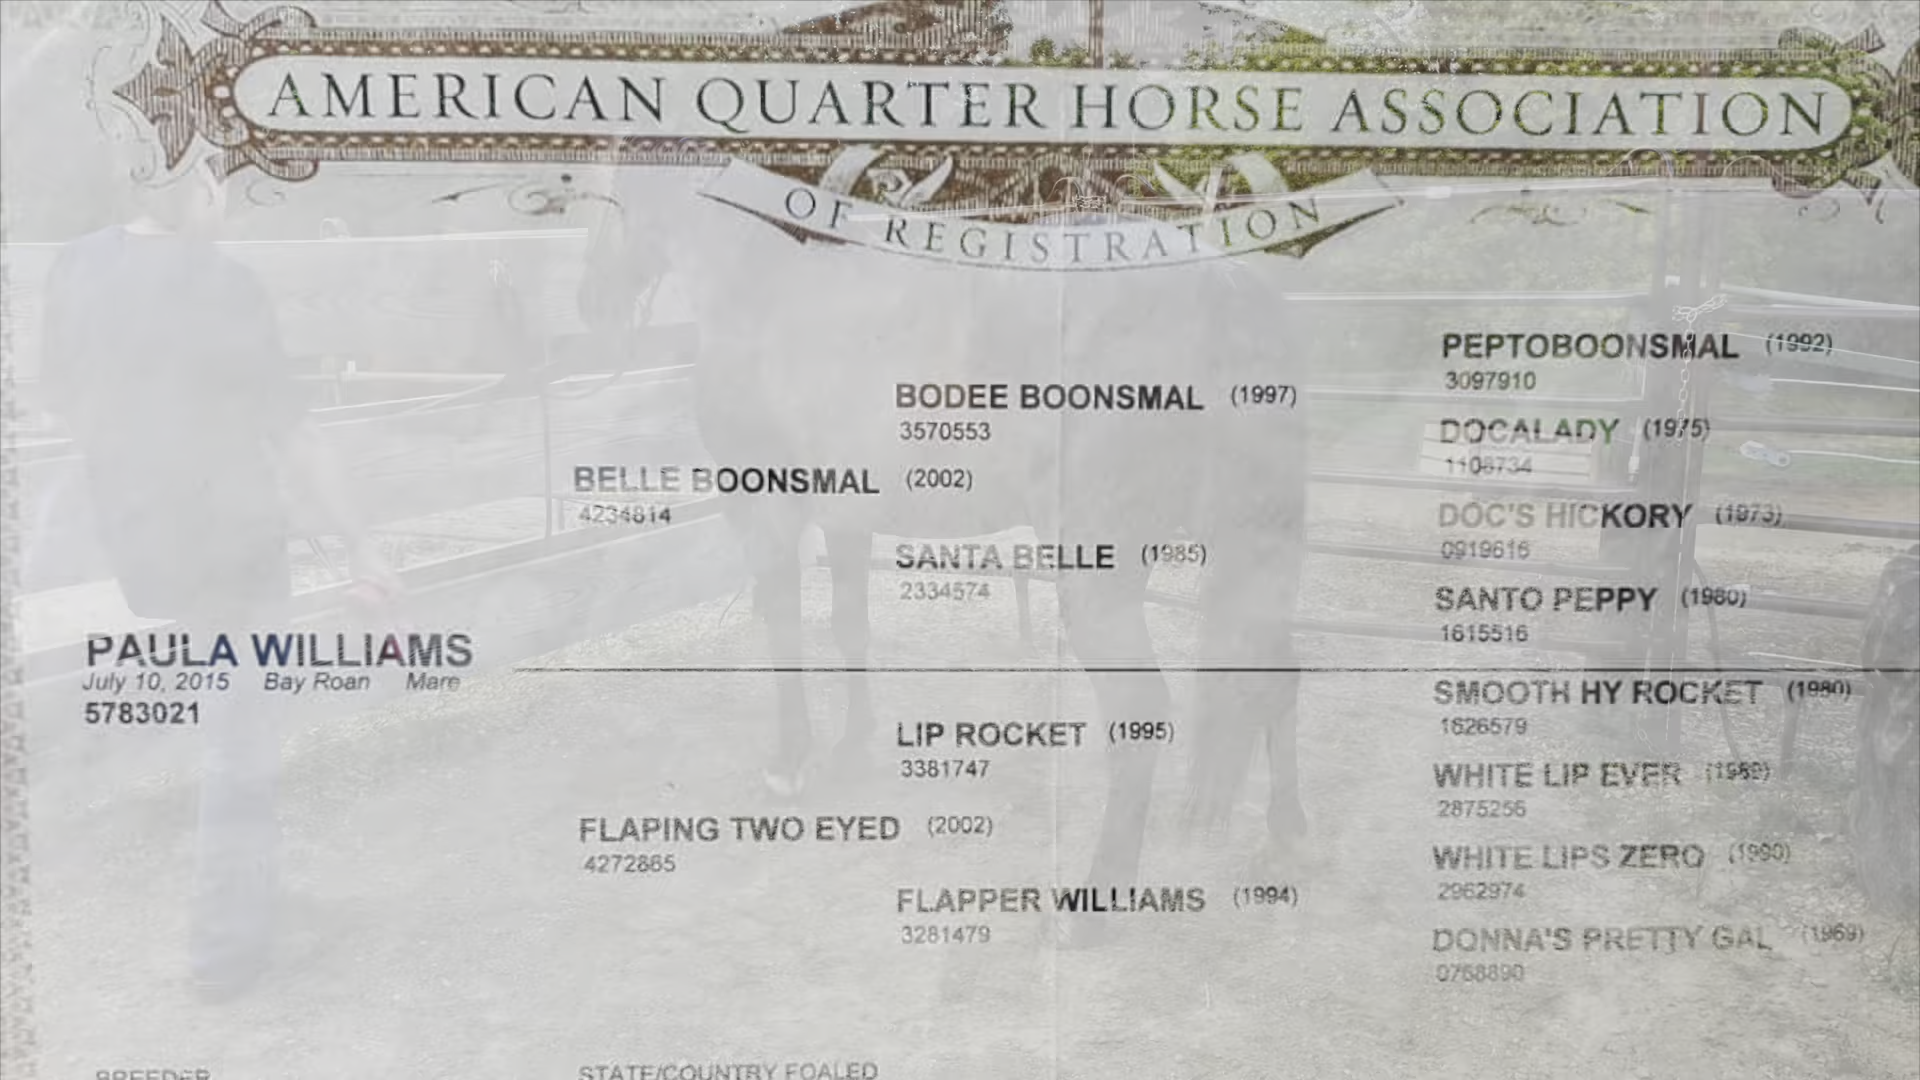 AMERICAN QUARTER HORSE ASSOCIATION
OF REGISTRATION
PEPTOBOONSMAL (1992)
3097910
BODEE BOONSMAL (1997)
3570553
DOCALADY (1975)
1108734
BELLE BOONSMAL (2002)
4234814
DOC'S HICKORY (1973)
0919616
SANTA BELLE (1985)
2334574
SANTO PEPPY (1980)
1615516
PAULA WILLIAMS
July 10, 2015 Bay Roan Mare
5783021
SMOOTH HY ROCKET (1980)
1626579
LIP ROCKET (1995)
3381747
WHITE LIP EVER (1989)
2875256
FLAPING TWO EYED (2002)
4272865
WHITE LIPS ZERO (1990)
2962974
FLAPPER WILLIAMS (1994)
3281479
DONNA'S PRETTY GAL (1969)
0768890
BREEDER
STATE/COUNTRY FOALED